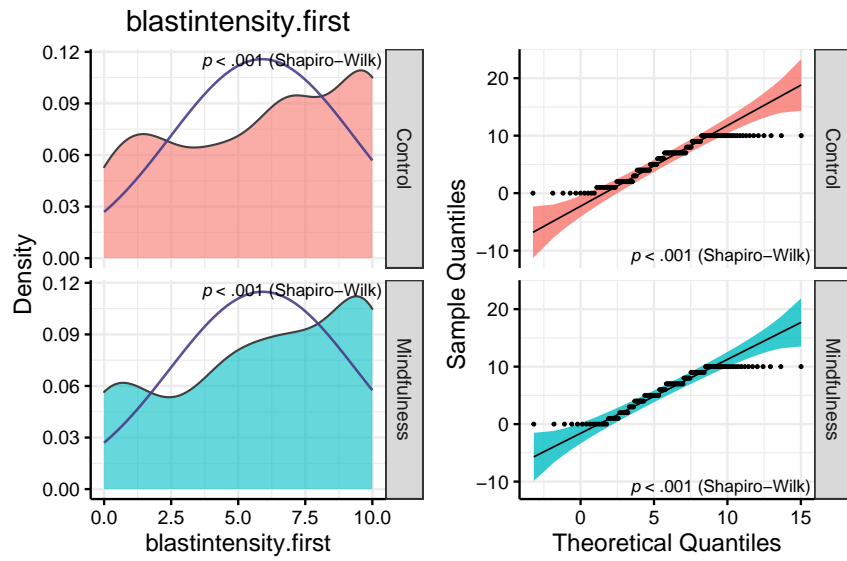 blastintensity.first
0.12
0.09
0.06
0.03
0.00
p < .001 (Shapiro−Wilk)
Control
0.12
0.09
0.06
0.03
0.00
p < .001 (Shapiro−Wilk)
Mindfulness
Density
0.0 2.5 5.0 7.5 10.0
blastintensity.first
20
10
0
−10
p < .001 (Shapiro−Wilk)
Control
20
10
0
−10
p < .001 (Shapiro−Wilk)
Mindfulness
Sample Quantiles
0 5 10 15
Theoretical Quantiles